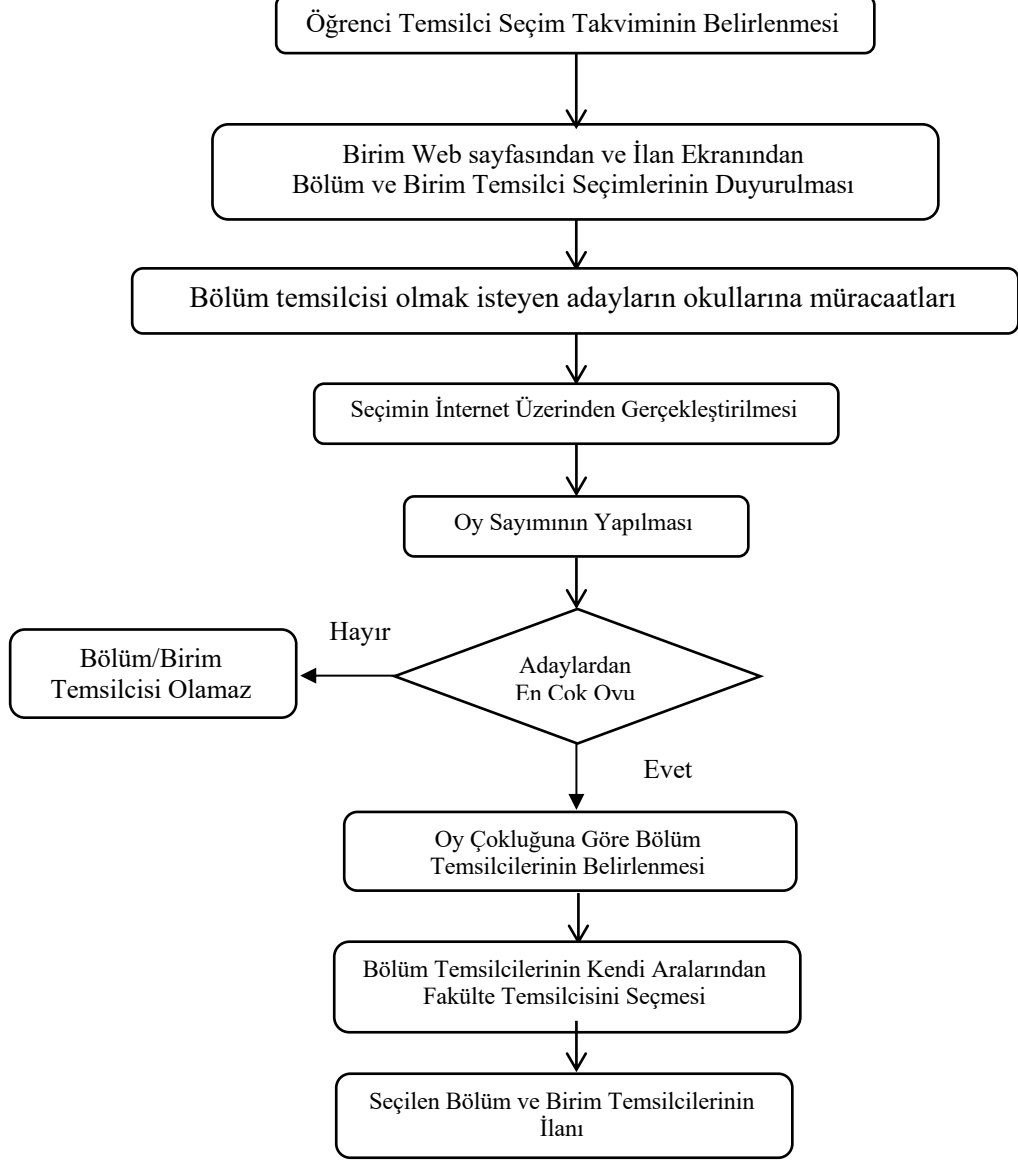 Öğrenci Temsilci Seçim Takviminin Belirlenmesi
Birim Web sayfasından ve İlan Ekranından
Bölüm ve Birim Temsilci Seçimlerinin Duyurulması
Bölüm temsilcisi olmak isteyen adayların okullarına müracaatları
Seçimin İnternet Üzerinden Gerçekleştirilmesi
Oy Sayımının Yapılması
Hayır
Bölüm/Birim
Temsilcisi Olamaz
Adaylardan
En Çok Oyu
Evet
Oy Çokluğuna Göre Bölüm
Temsilcilerinin Belirlenmesi
Bölüm Temsilcilerinin Kendi Aralarından
Fakülte Temsilcisini Seçmesi
Seçilen Bölüm ve Birim Temsilcilerinin
İlanı